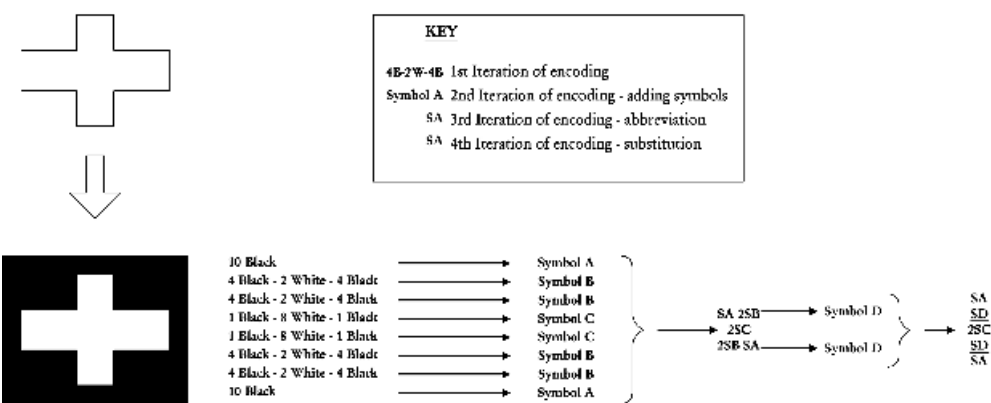 KEY
4B-2W-4B 1st Iteration of encoding
Symbol A 2nd Iteration of encoding - adding symbols
SA 3rd Iteration of encoding - abbreviation
SA 4th Iteration of encoding - substitution
10 Black Symbol A
4 Black - 2 White - 4 Black Symbol B
4 Black - 2 White - 4 Black Symbol B
1 Black - 8 White - 1 Black Symbol C
1 Black - 8 White - 1 Black Symbol C
4 Black - 2 White - 4 Black Symbol B
4 Black - 2 White - 4 Black Symbol B
10 Black Symbol A
SA 2SB Symbol D
2SC
2SB SA Symbol D
SA
SD
2SC
SD
SA